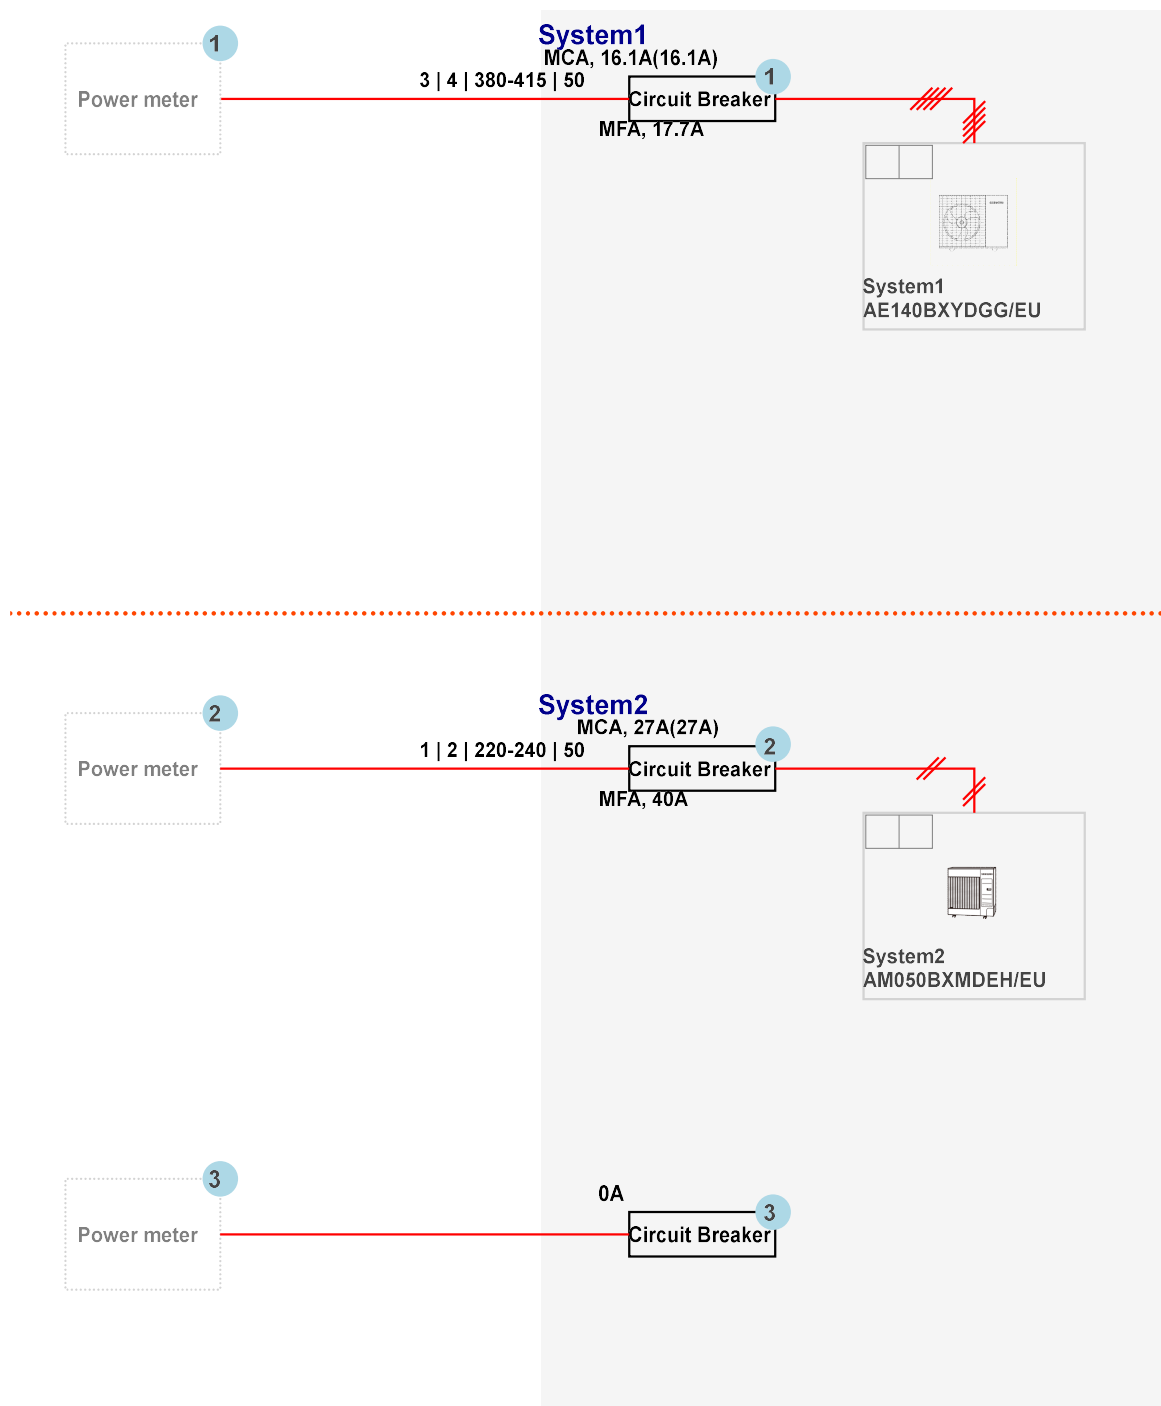 System1
1
MCA, 16.1A(16.1A)
3 | 4 | 380-415 | 50
1
Power meter
Circuit Breaker
MFA, 17.7A
System1
AE140BXYDGG/EU
System2
2
MCA, 27A(27A)
1 | 2 | 220-240 | 50
2
Power meter
Circuit Breaker
MFA, 40A
System2
AM050BXMDEH/EU
3
0A
3
Power meter
Circuit Breaker